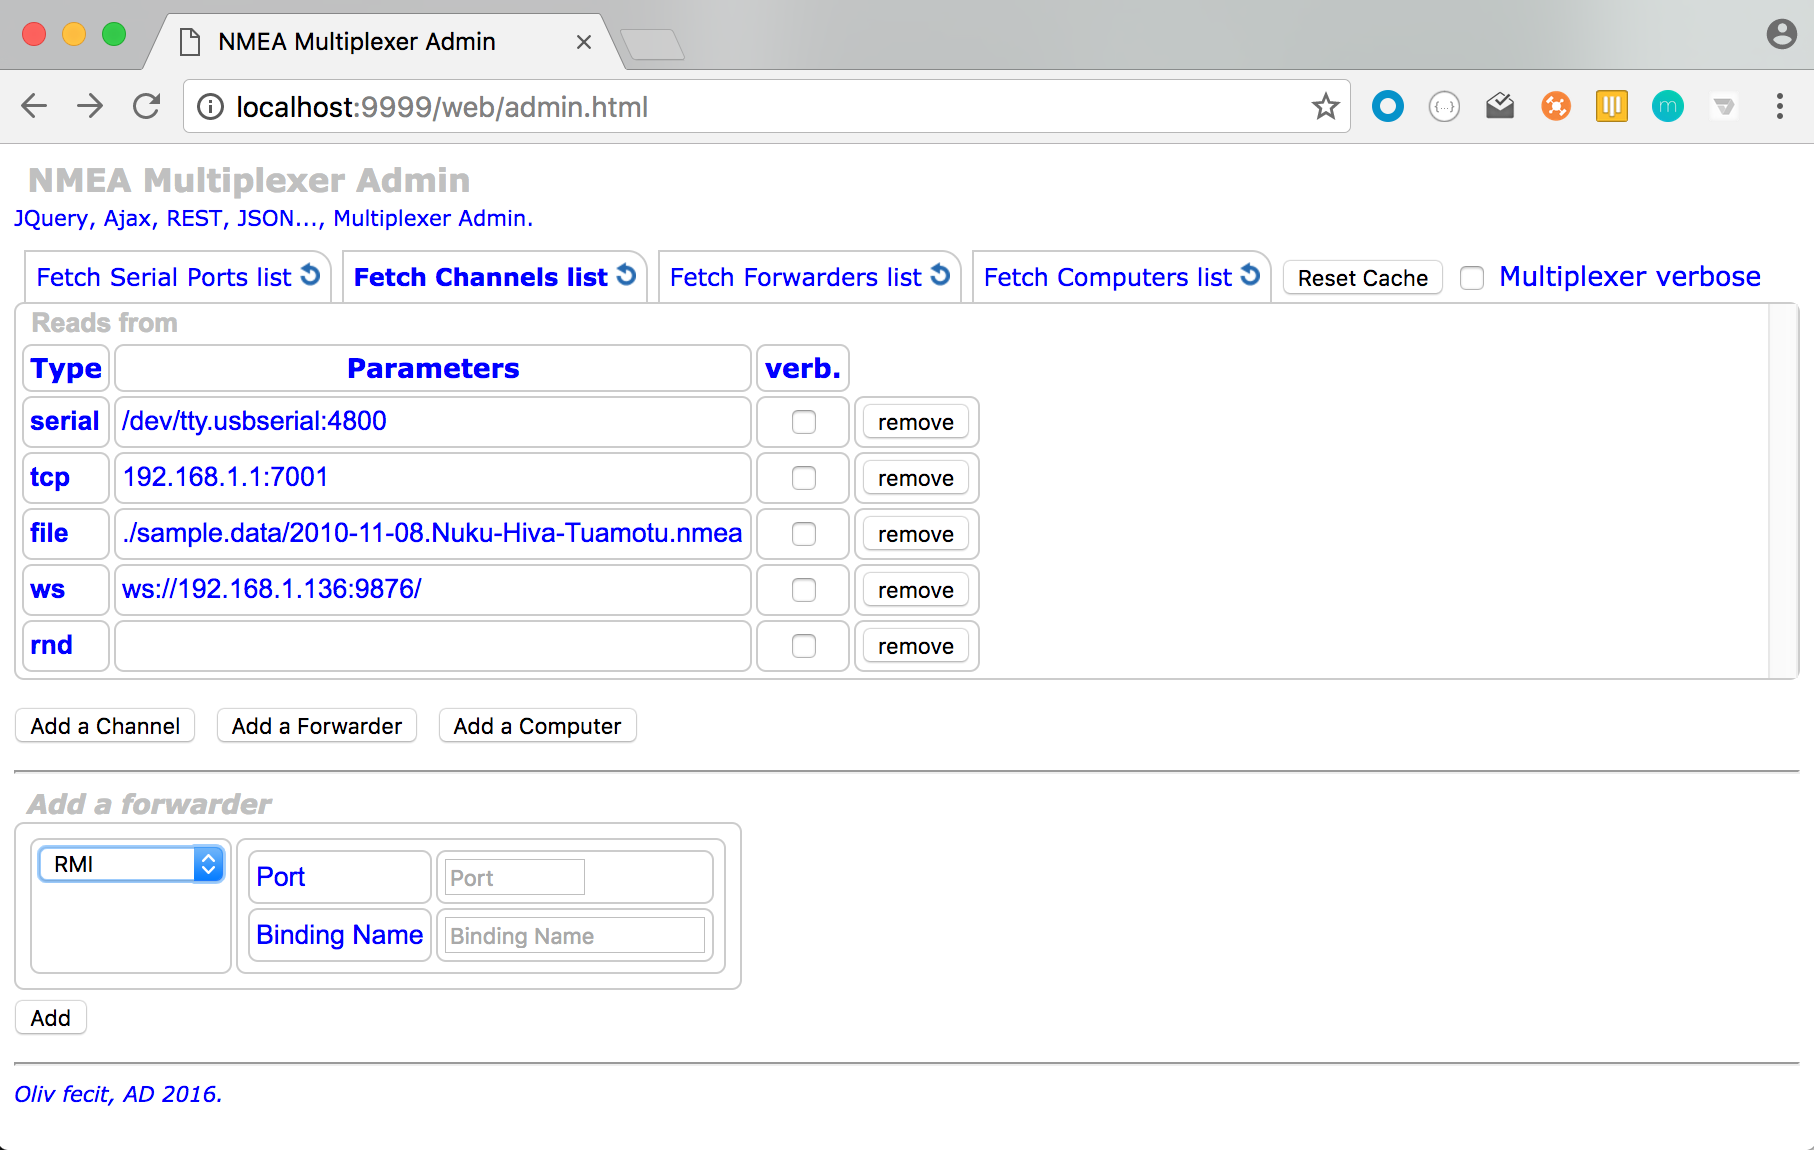 NMEA Multiplexer Admin
localhost:9999/web/admin.html
{...}
m
NMEA Multiplexer Admin
JQuery, Ajax, REST, JSON..., Multiplexer Admin.
Fetch Serial Ports list Fetch Channels list Fetch Forwarders list Fetch Computers list Reset Cache Multiplexer verbose
Reads from
Type Parameters verb.
serial /dev/tty.usbserial:4800 remove
tcp 192.168.1.1:7001 remove
file ./sample.data/2010-11-08.Nuku-Hiva-Tuamotu.nmea remove
ws ws://192.168.1.136:9876/ remove
rnd remove
Add a Channel Add a Forwarder Add a Computer
Add a forwarder
RMI Port Port
Binding Name Binding Name
Add
Oliv fecit, AD 2016.